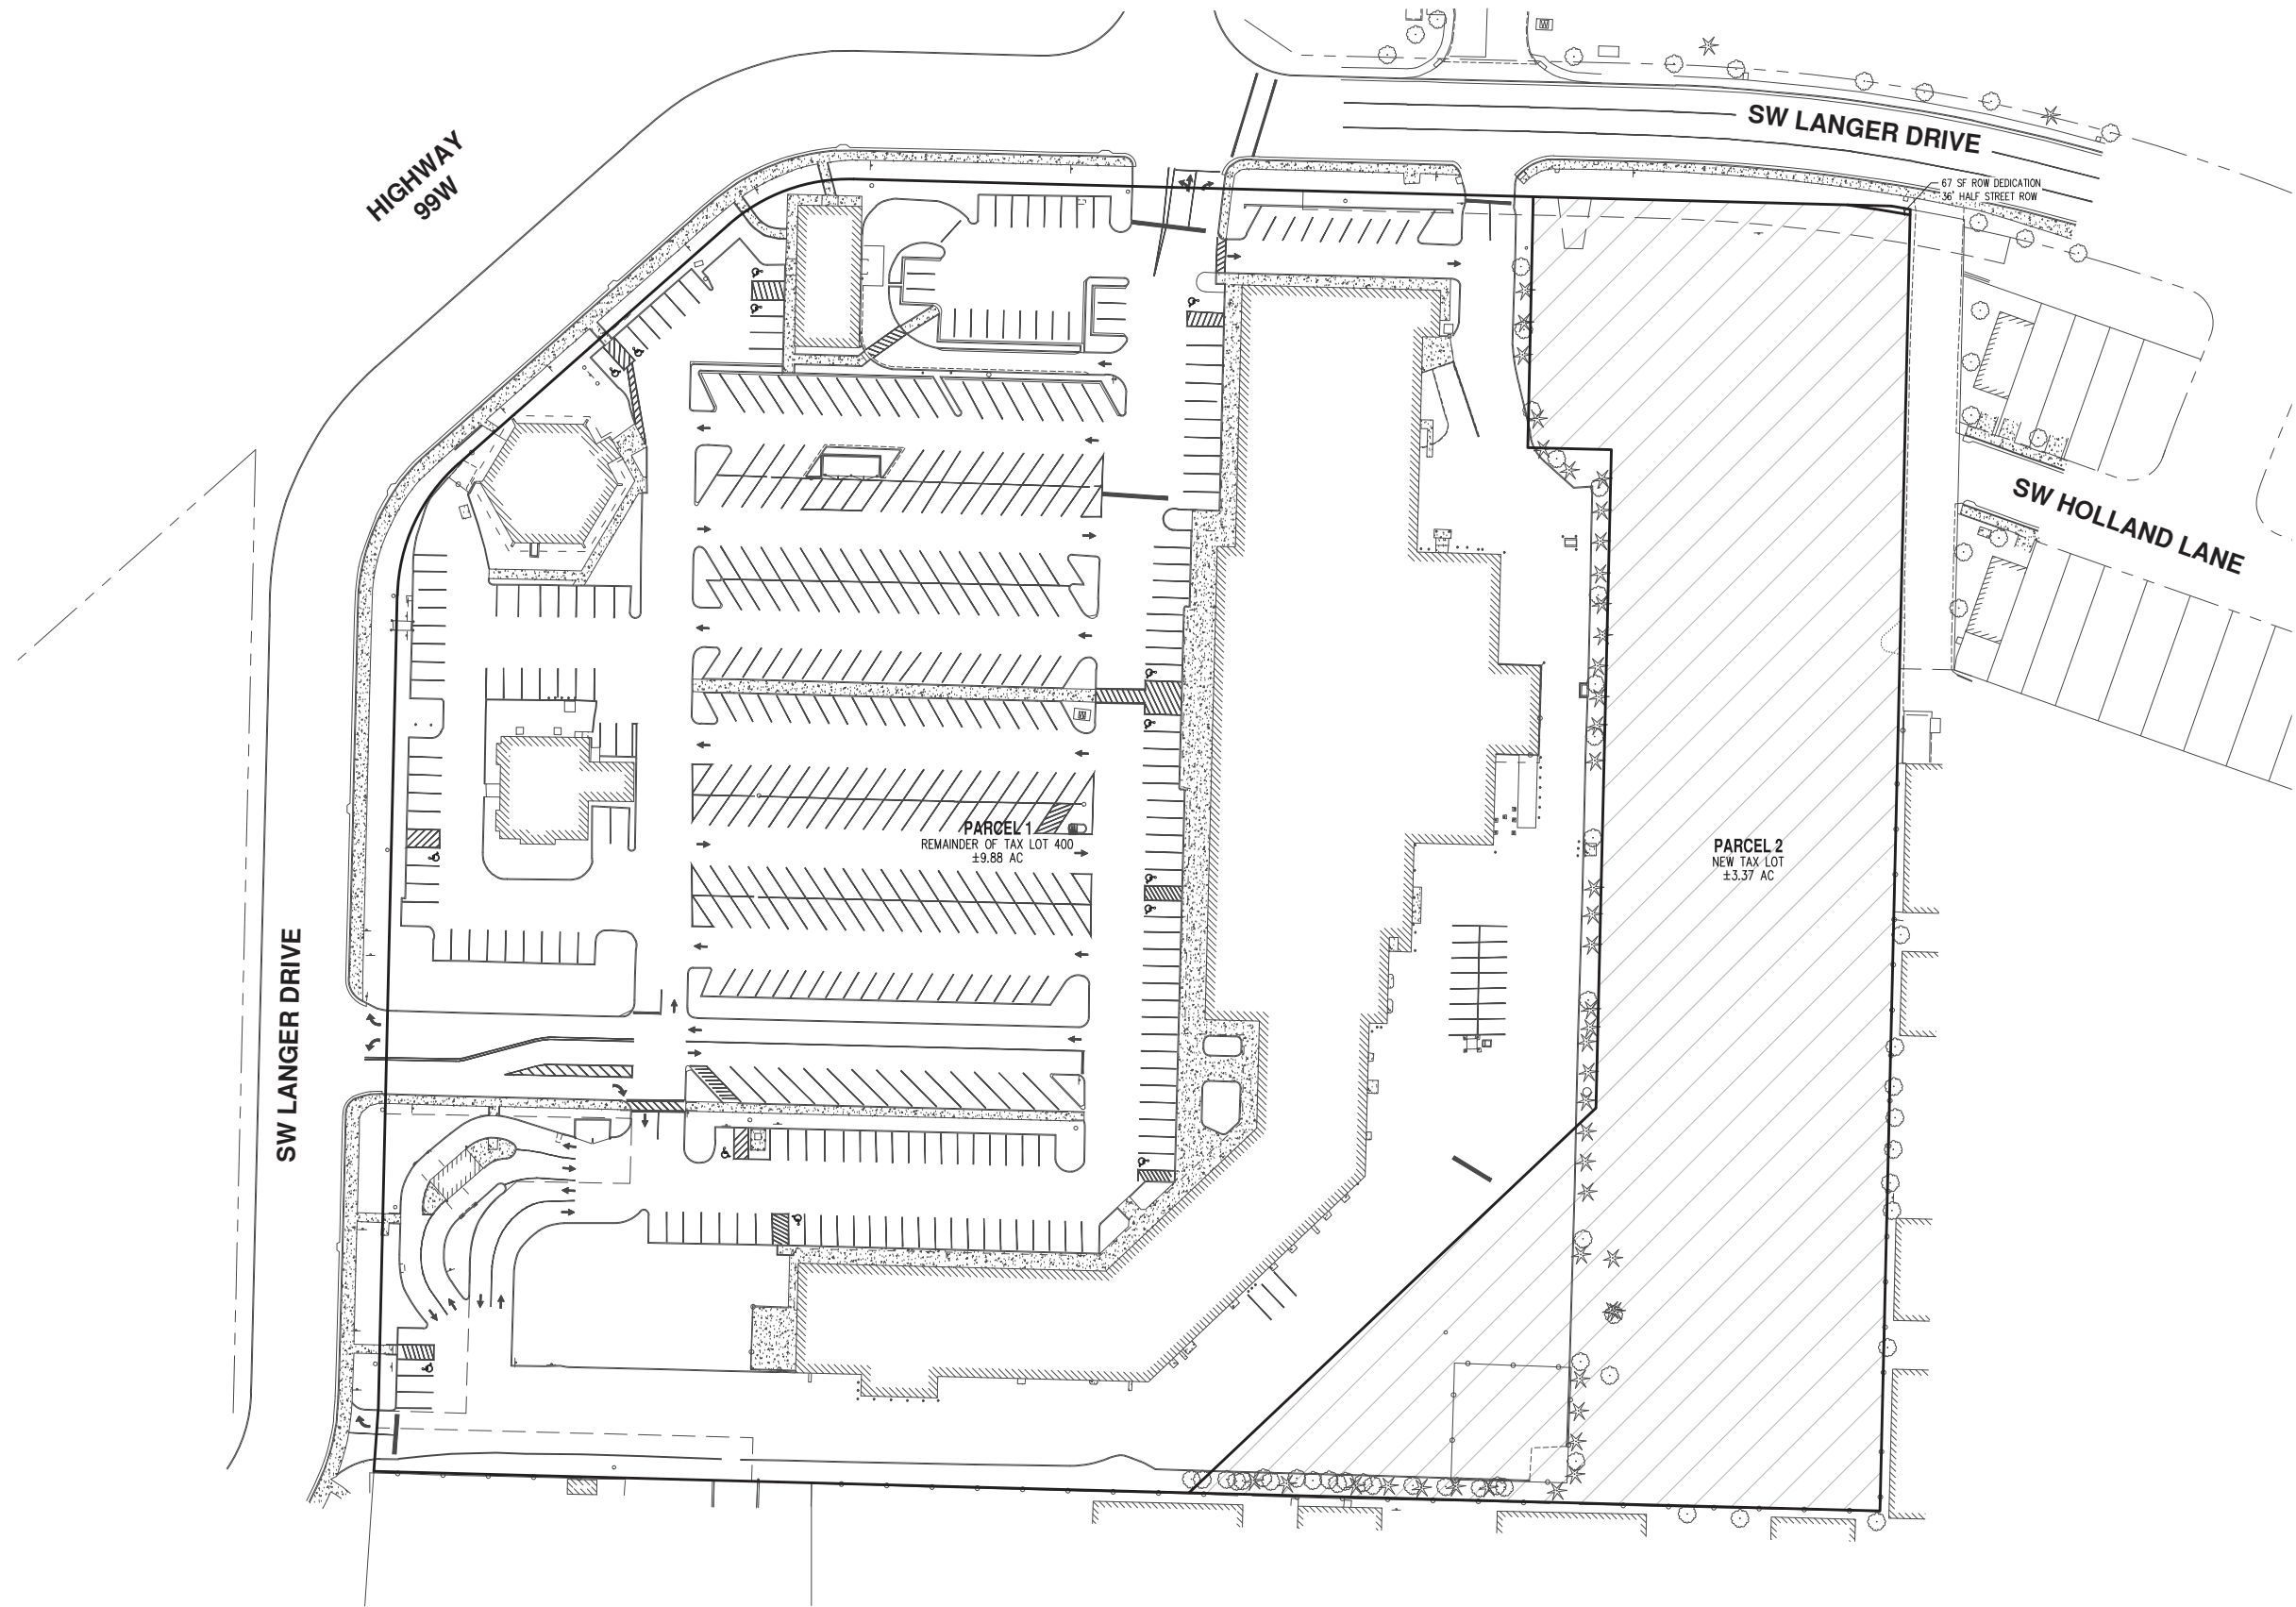 SW LANGER DRIVE
HIGHWAY
99W
67 SF ROW DEDICATION
36' HALF STREET ROW
SW HOLLAND LANE
PARCEL 1
REMAINDER OF TAX LOT 400
±9.88 AC
PARCEL 2
NEW TAX LOT
±3.37 AC
SW LANGER DRIVE